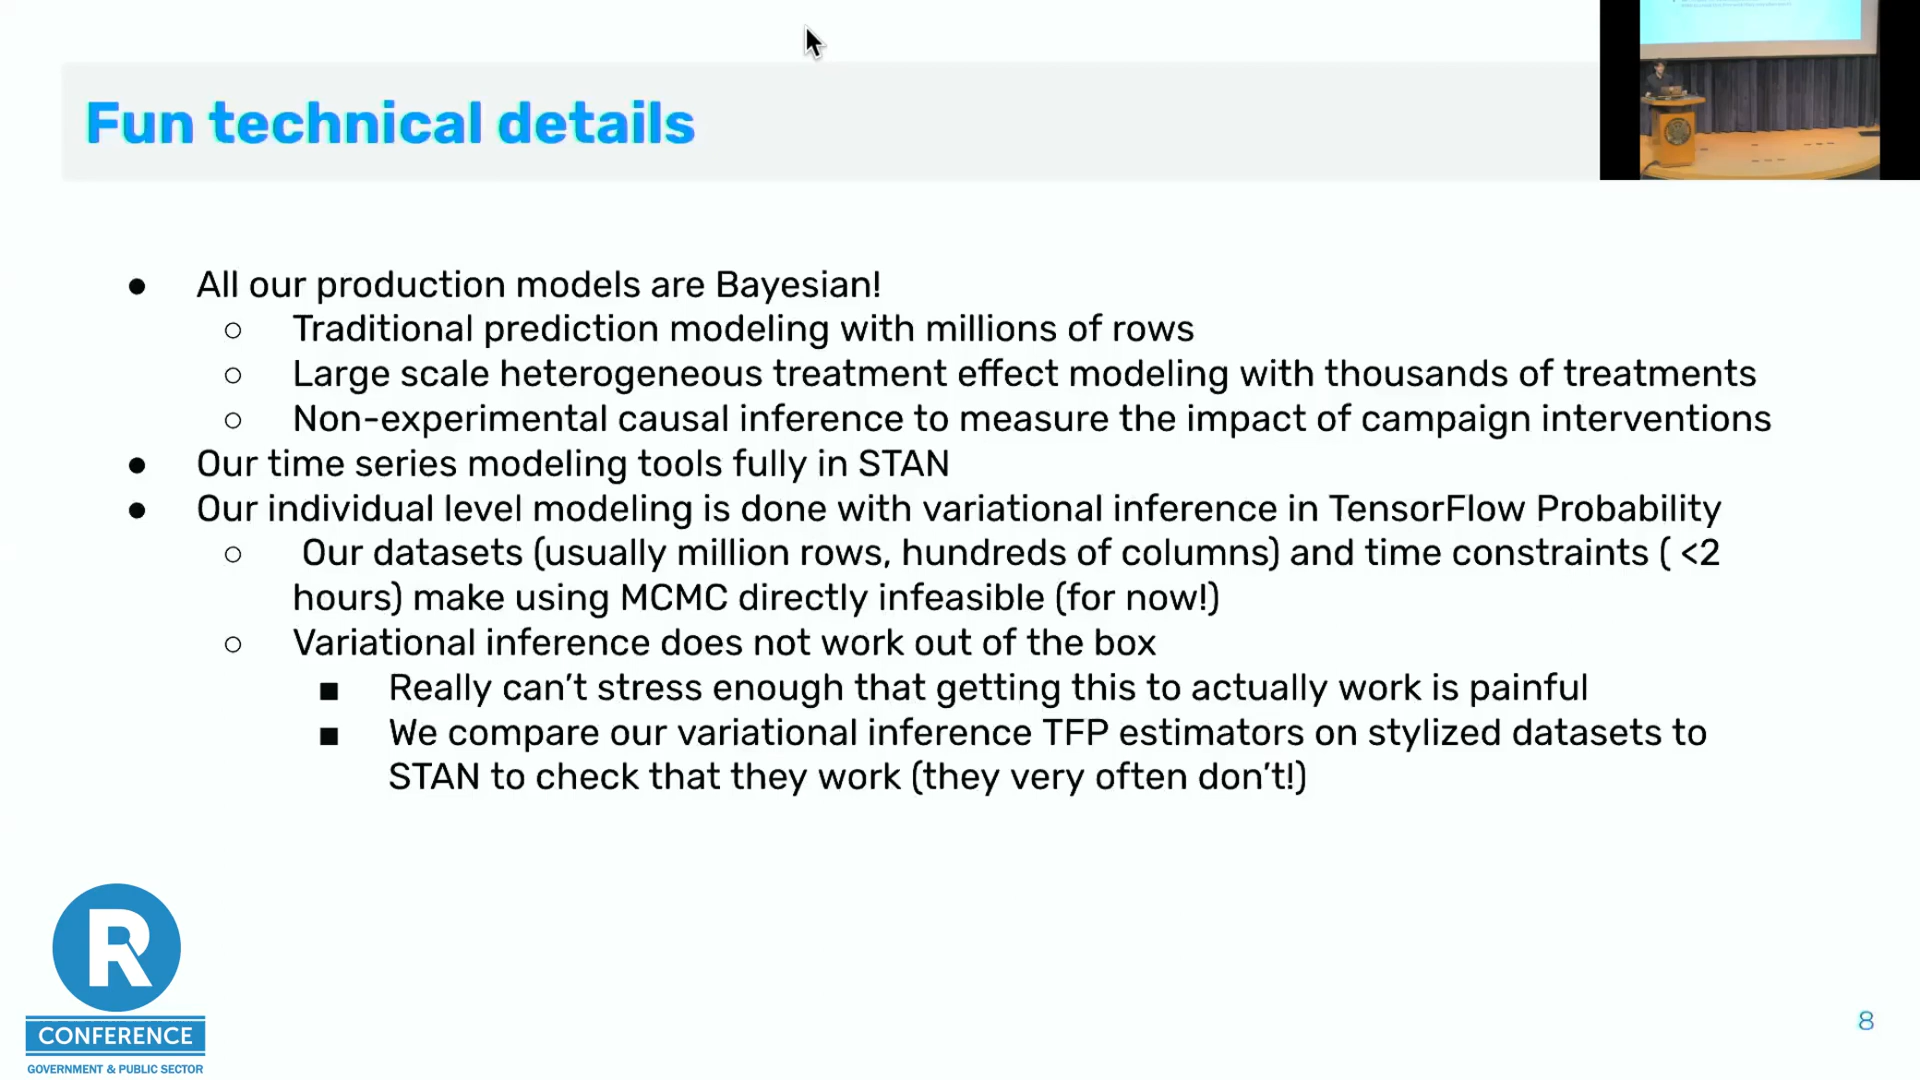 Fun technical details
● All our production models are Bayesian!
○ Traditional prediction modeling with millions of rows
○ Large scale heterogeneous treatment effect modeling with thousands of treatments
○ Non-experimental causal inference to measure the impact of campaign interventions
● Our time series modeling tools fully in STAN
● Our individual level modeling is done with variational inference in TensorFlow Probability
○ Our datasets (usually million rows, hundreds of columns) and time constraints ( <2
hours) make using MCMC directly infeasible (for now!)
○ Variational inference does not work out of the box
■ Really can't stress enough that getting this to actually work is painful
■ We compare our variational inference TFP estimators on stylized datasets to
STAN to check that they work (they very often don't!)
R
CONFERENCE
GOVERNMENT & PUBLIC SECTOR
8